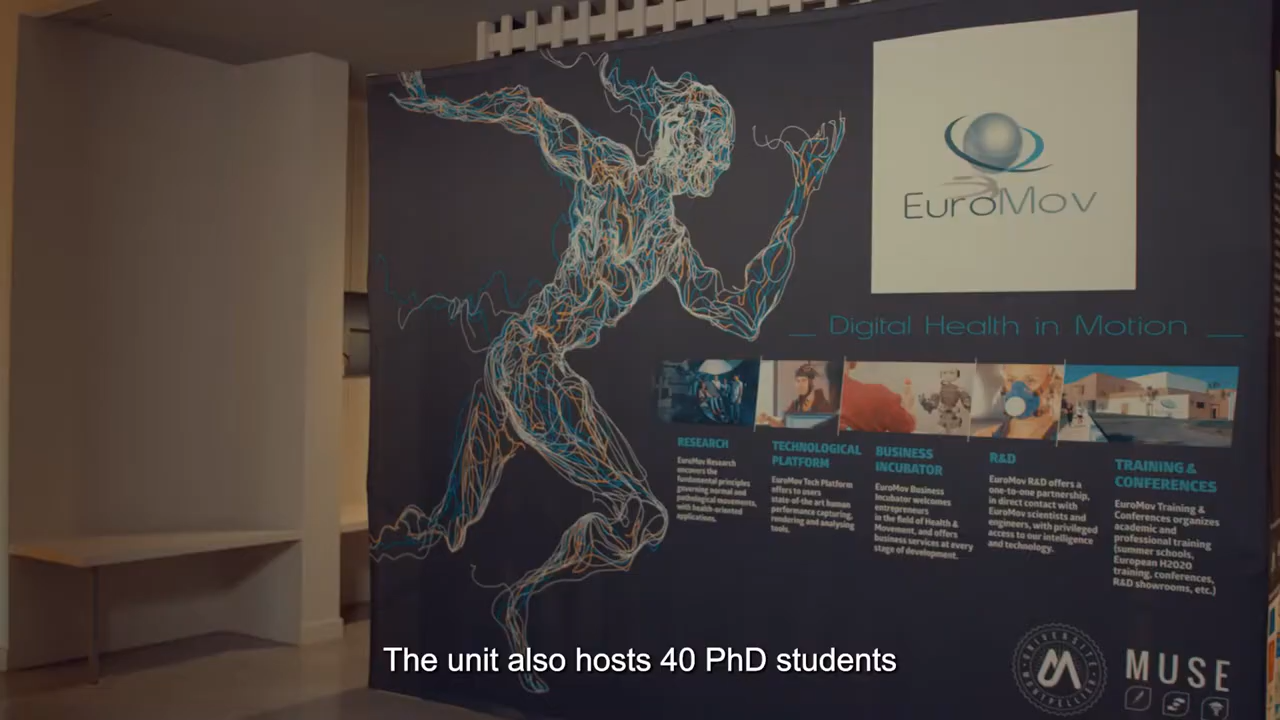 EuroMov
Digital Health in Motion
RESEARCH
EuroMov Research
uncovers the
fundamental principles
governing normal and
pathological movements,
with health-oriented
applications.
TECHNOLOGICAL
PLATFORM
EuroMov Tech Platform
offers to users
state-of-the art human
performance capturing,
rendering and analysing
tools.
BUSINESS
INCUBATOR
EuroMov Business
Incubator welcomes
entrepreneurs
in the field of Health &
Movement, and offers
business services at every
stage of development.
R&D
EuroMov R&D offers a
one-to-one partnership,
in direct contact with
EuroMov scientists and
engineers, with privileged
access to our intelligence
and technology.
TRAINING &
CONFERENCES
EuroMov Training &
Conferences organizes
academic and
professional training
(summer schools,
European H2020
training, conferences,
R&D showrooms, etc.)
UNIVERSITÉ
MONTPELLIER
MUSE
The unit also hosts 40 PhD students